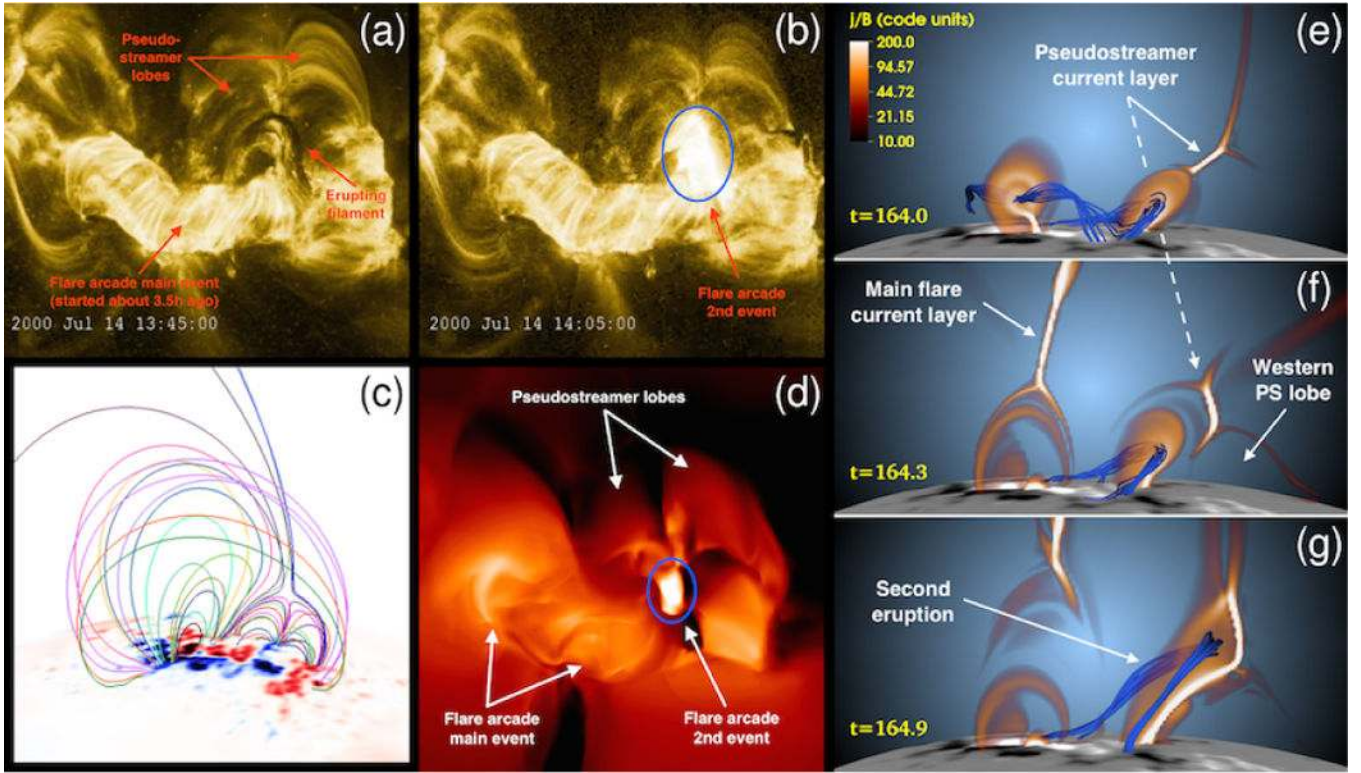 (a)
Pseudo-
streamer
lobes
Erupting
filament
Flare arcade main event
(started about 3.5h ago)
2000 Jul 14 13:45:00
(b)
Flare arcade
2nd event
2000 Jul 14 14:05:00
(c)
(d)
Pseudostreamer lobes
Flare arcade
main event
Flare arcade
2nd event
(e)
j/B (code units)
200.0
94.57
44.72
21.15
10.00
Pseudostreamer
current layer
t=164.0
(f)
Main flare
current layer
Western
PS lobe
t=164.3
(g)
Second
eruption
t=164.9